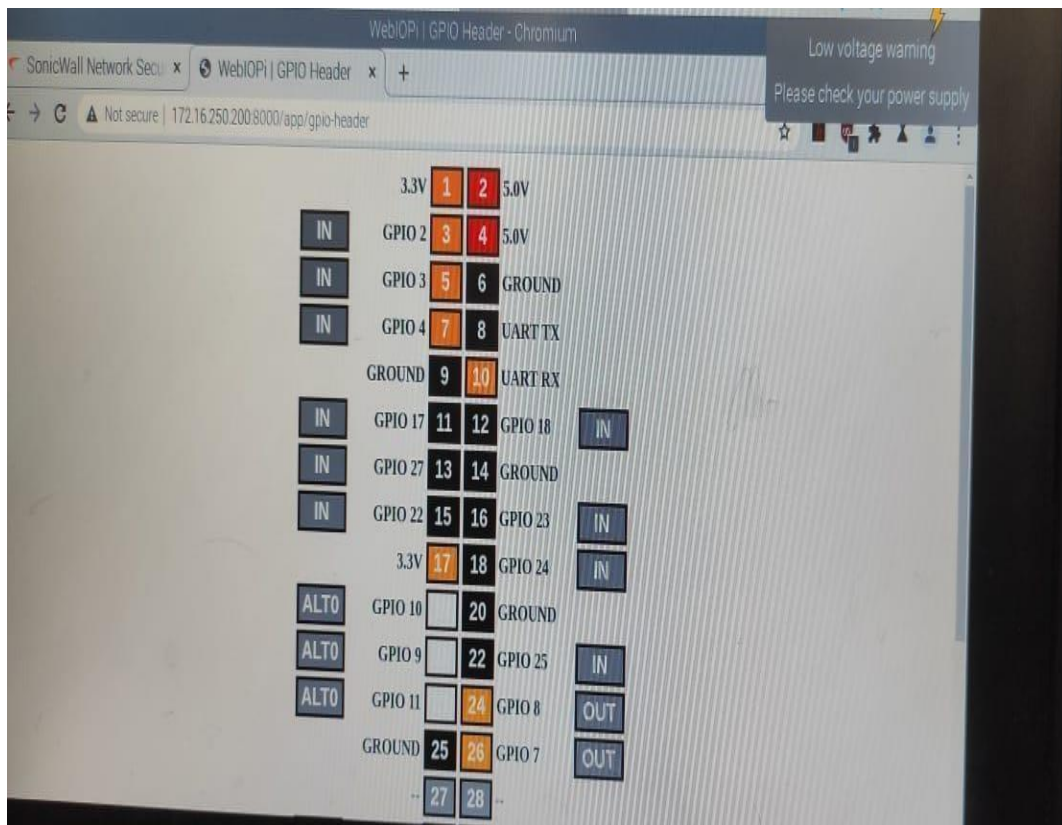 WebIOPi | GPIO Header - Chromium
Low voltage warning
Please check your power supply
SonicWall Network Secu × WebIOPi | GPIO Header × +
Not secure | 172.16.250.200:8000/app/gpio-header
3.3V 1 2 5.0V
IN GPIO 2 3 4 5.0V
IN GPIO 3 5 6 GROUND
IN GPIO 4 7 8 UART TX
GROUND 9 10 UART RX
IN GPIO 17 11 12 GPIO 18 IN
IN GPIO 27 13 14 GROUND
IN GPIO 22 15 16 GPIO 23 IN
3.3V 17 18 GPIO 24 IN
ALT0 GPIO 10 20 GROUND
ALT0 GPIO 9 22 GPIO 25 IN
ALT0 GPIO 11 24 GPIO 8 OUT
GROUND 25 26 GPIO 7 OUT
-- 27 28 --